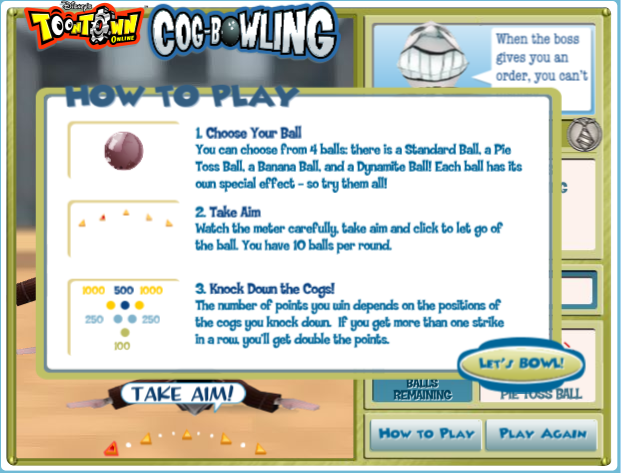 Disney's
TOONTOWN
ONLINE
COG-BOWLING
When the boss
gives you an
order, you can't
HOW TO PLAY
1. Choose Your Ball
You can choose from 4 balls: there is a Standard Ball, a Pie
Toss Ball, a Banana Ball, and a Dynamite Ball! Each ball has its
own special effect - so try them all!
2. Take Aim
Watch the meter carefully, take aim and click to let go of
the ball. You have 10 balls per round.
1000 500 1000
250 250
100
3. Knock Down the Cogs!
The number of points you win depends on the positions of
the cogs you knock down. If you get more than one strike
in a row, you'll get double the points.
LET'S BOWL!
BALLS
REMAINING
PIE TOSS BALL
TAKE AIM!
HOW TO PLAY
PLAY AGAIN